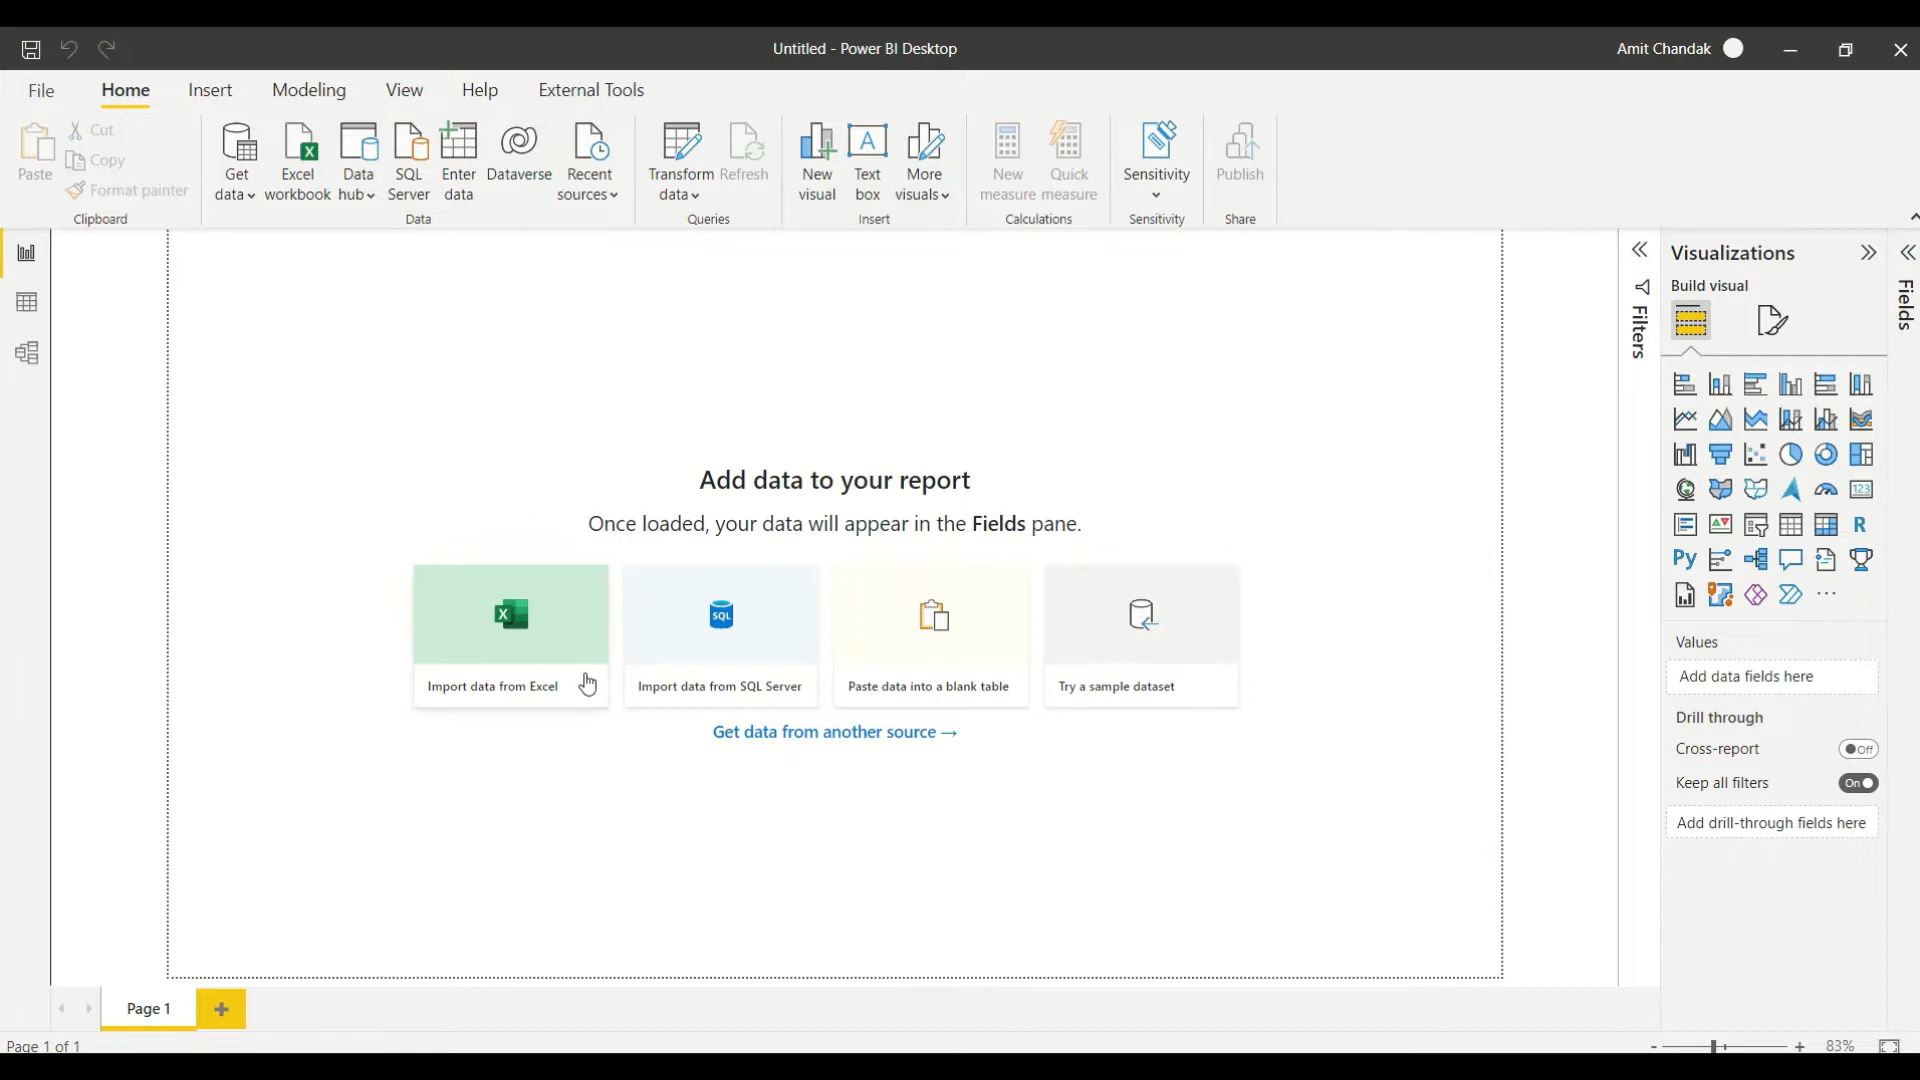 Untitled - Power BI Desktop
Amit Chandak
File Home Insert Modeling View Help External Tools
Paste
Cut
Copy
Format painter
Clipboard
Get data
Excel workbook
Data hub
SQL Server
Enter data
Dataverse
Recent sources
Data
Transform data
Refresh
Queries
New visual
Text box
More visuals
Insert
New measure
Quick measure
Calculations
Sensitivity
Sensitivity
Publish
Share
Add data to your report
Once loaded, your data will appear in the Fields pane.
X
SQL
Import data from Excel
Import data from SQL Server
Paste data into a blank table
Try a sample dataset
Get data from another source →
Filters
Visualizations
Build visual
123
R
Py
Values
Add data fields here
Drill through
Cross-report
Off
Keep all filters
On
Add drill-through fields here
Fields
Page 1
Page 1 of 1
- + 83%